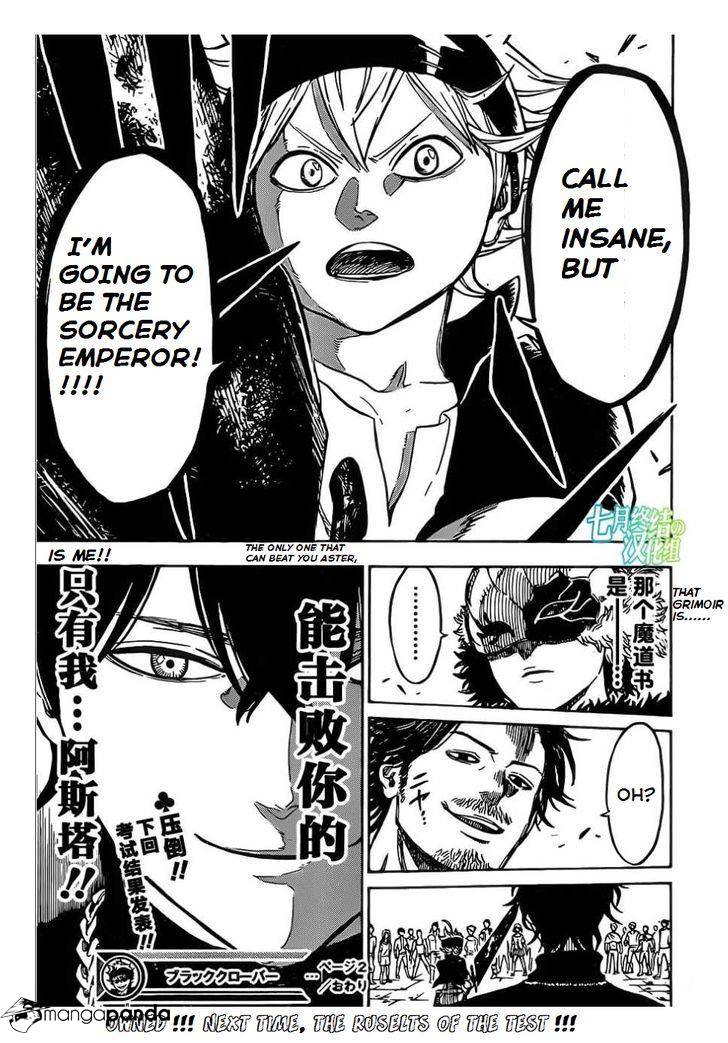 CALL
ME
INSANE,
BUT
I'M
GOING TO
BE THE
SORCERY
EMPEROR!
!!!!
七月终结の
汉化组
THAT
GRIMOIR
IS......
那个魔道书
是………
………
OH?
THE ONLY ONE THAT
CAN BEAT YOU ASTER,
IS ME!!
能击败你的
只有我…阿斯塔!!
♣压倒!!
下回
考试结果发表!!!
ブラッククローバー
…ページ2
/おわり
mangapanda
OWNED !!! NEXT TIME, THE RUSELTS OF THE TEST !!!